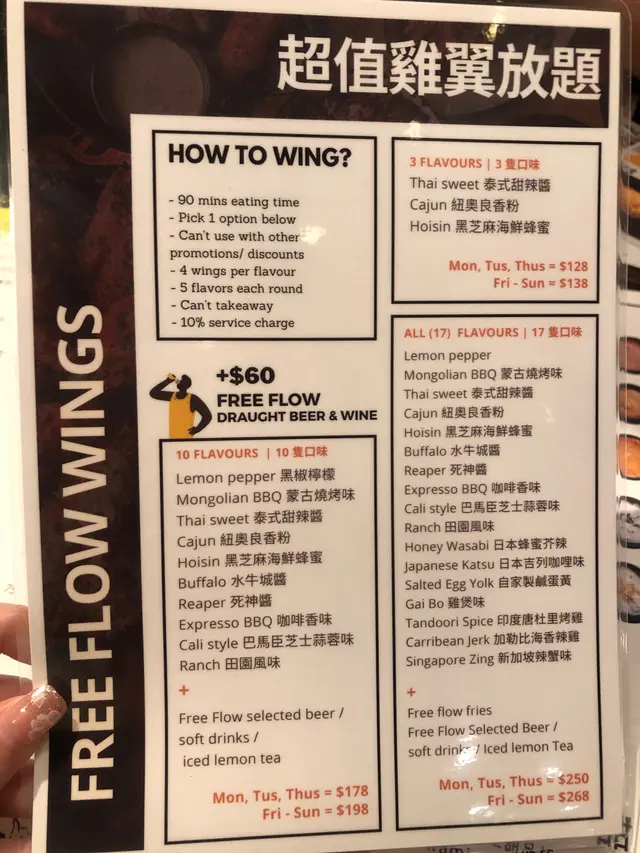 超值雞翼放題
FREE FLOW WINGS
HOW TO WING?
- 90 mins eating time
- Pick 1 option below
- Can't use with other
promotions/ discounts
- 4 wings per flavour
- 5 flavors each round
- Can't takeaway
- 10% service charge
+$60
FREE FLOW
DRAUGHT BEER & WINE
10 FLAVOURS | 10 隻口味
Lemon pepper 黑椒檸檬
Mongolian BBQ 蒙古燒烤味
Thai sweet 泰式甜辣醬
Cajun 紐奧良香粉
Hoisin 黑芝麻海鮮蜂蜜
Buffalo 水牛城醬
Reaper 死神醬
Expresso BBQ 咖啡香味
Cali style 巴馬臣芝士蒜蓉味
Ranch 田園風味
+
Free Flow selected beer /
soft drinks /
iced lemon tea
Mon, Tus, Thus = $178
Fri - Sun = $198
3 FLAVOURS | 3 隻口味
Thai sweet 泰式甜辣醬
Cajun 紐奧良香粉
Hoisin 黑芝麻海鮮蜂蜜
Mon, Tus, Thus = $128
Fri - Sun = $138
ALL (17) FLAVOURS | 17 隻口味
Lemon pepper
Mongolian BBQ 蒙古燒烤味
Thai sweet 泰式甜辣醬
Cajun 紐奧良香粉
Hoisin 黑芝麻海鮮蜂蜜
Buffalo 水牛城醬
Reaper 死神醬
Expresso BBQ 咖啡香味
Cali style 巴馬臣芝士蒜蓉味
Ranch 田園風味
Honey Wasabi 日本蜂蜜芥辣
Japanese Katsu 日本吉列咖哩味
Salted Egg Yolk 自家製鹹蛋黃
Gai Bo 雞煲味
Tandoori Spice 印度唐杜里烤雞
Carribean Jerk 加勒比海香辣雞
Singapore Zing 新加坡辣蟹味
+
Free flow fries
Free Flow Selected Beer /
soft drinks / Iced lemon Tea
Mon, Tus, Thus = $250
Fri - Sun = $268